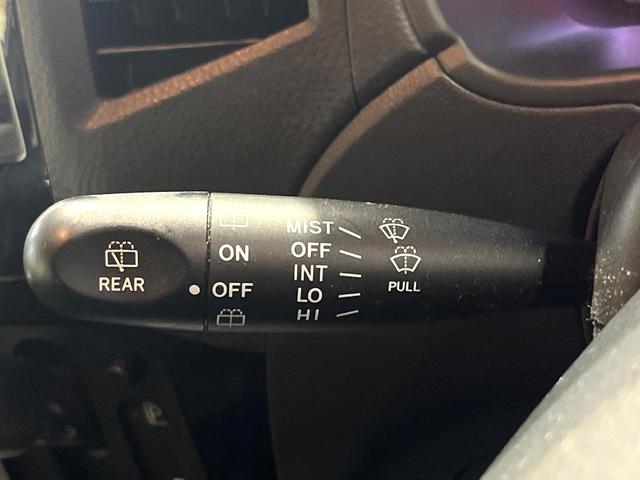 REAR
ON
OFF
MIST
OFF
INT
LO
HI
PULL